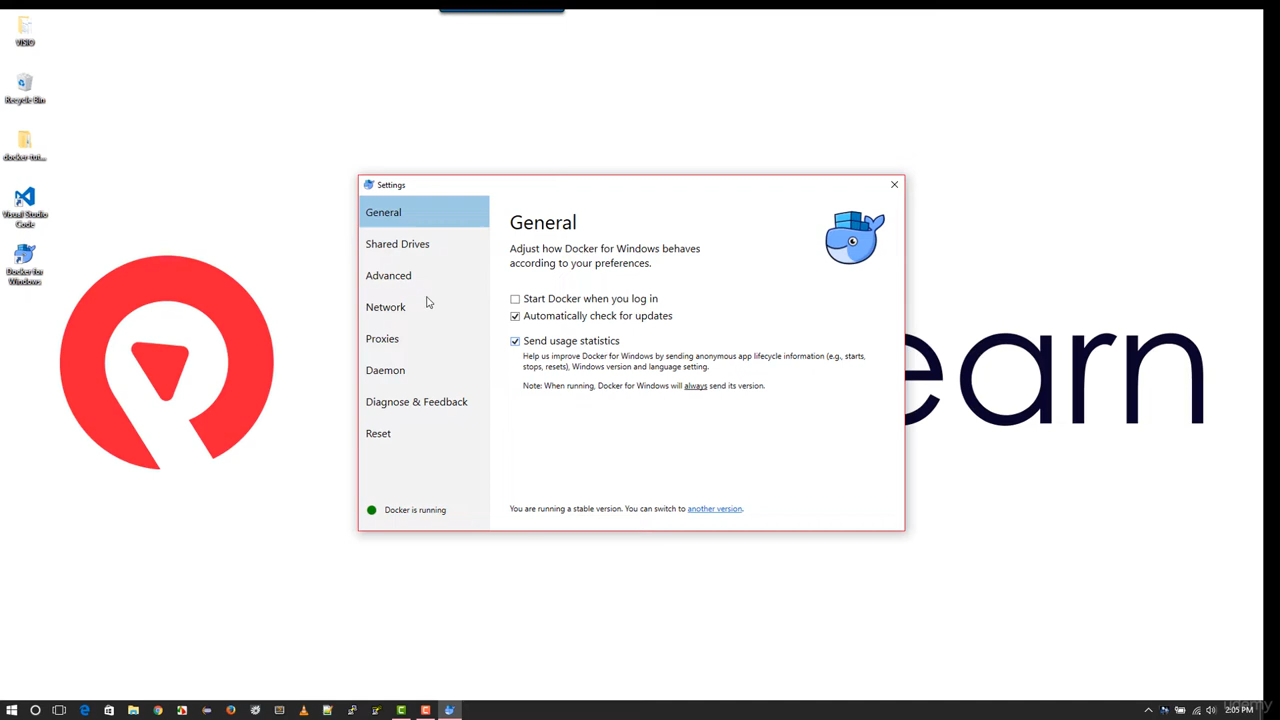 VISIO
Recycle Bin
docker-tut...
Visual Studio
Code
Docker for
Windows
Settings
General
Shared Drives
Advanced
Network
Proxies
Daemon
Diagnose & Feedback
Reset
Docker is running
General
Adjust how Docker for Windows behaves
according to your preferences.
Start Docker when you log in
Automatically check for updates
Send usage statistics
Help us improve Docker for Windows by sending anonymous app lifecycle information (e.g., starts,
stops, resets), Windows version and language setting.
Note: When running, Docker for Windows will always send its version.
You are running a stable version. You can switch to another version.
earn
2:05 PM
udemy